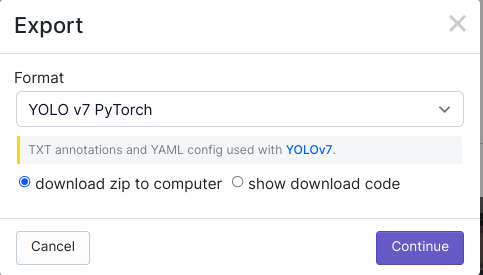 Export
Format
YOLO v7 PyTorch
TXT annotations and YAML config used with YOLOv7.
download zip to computer show download code
Cancel Continue